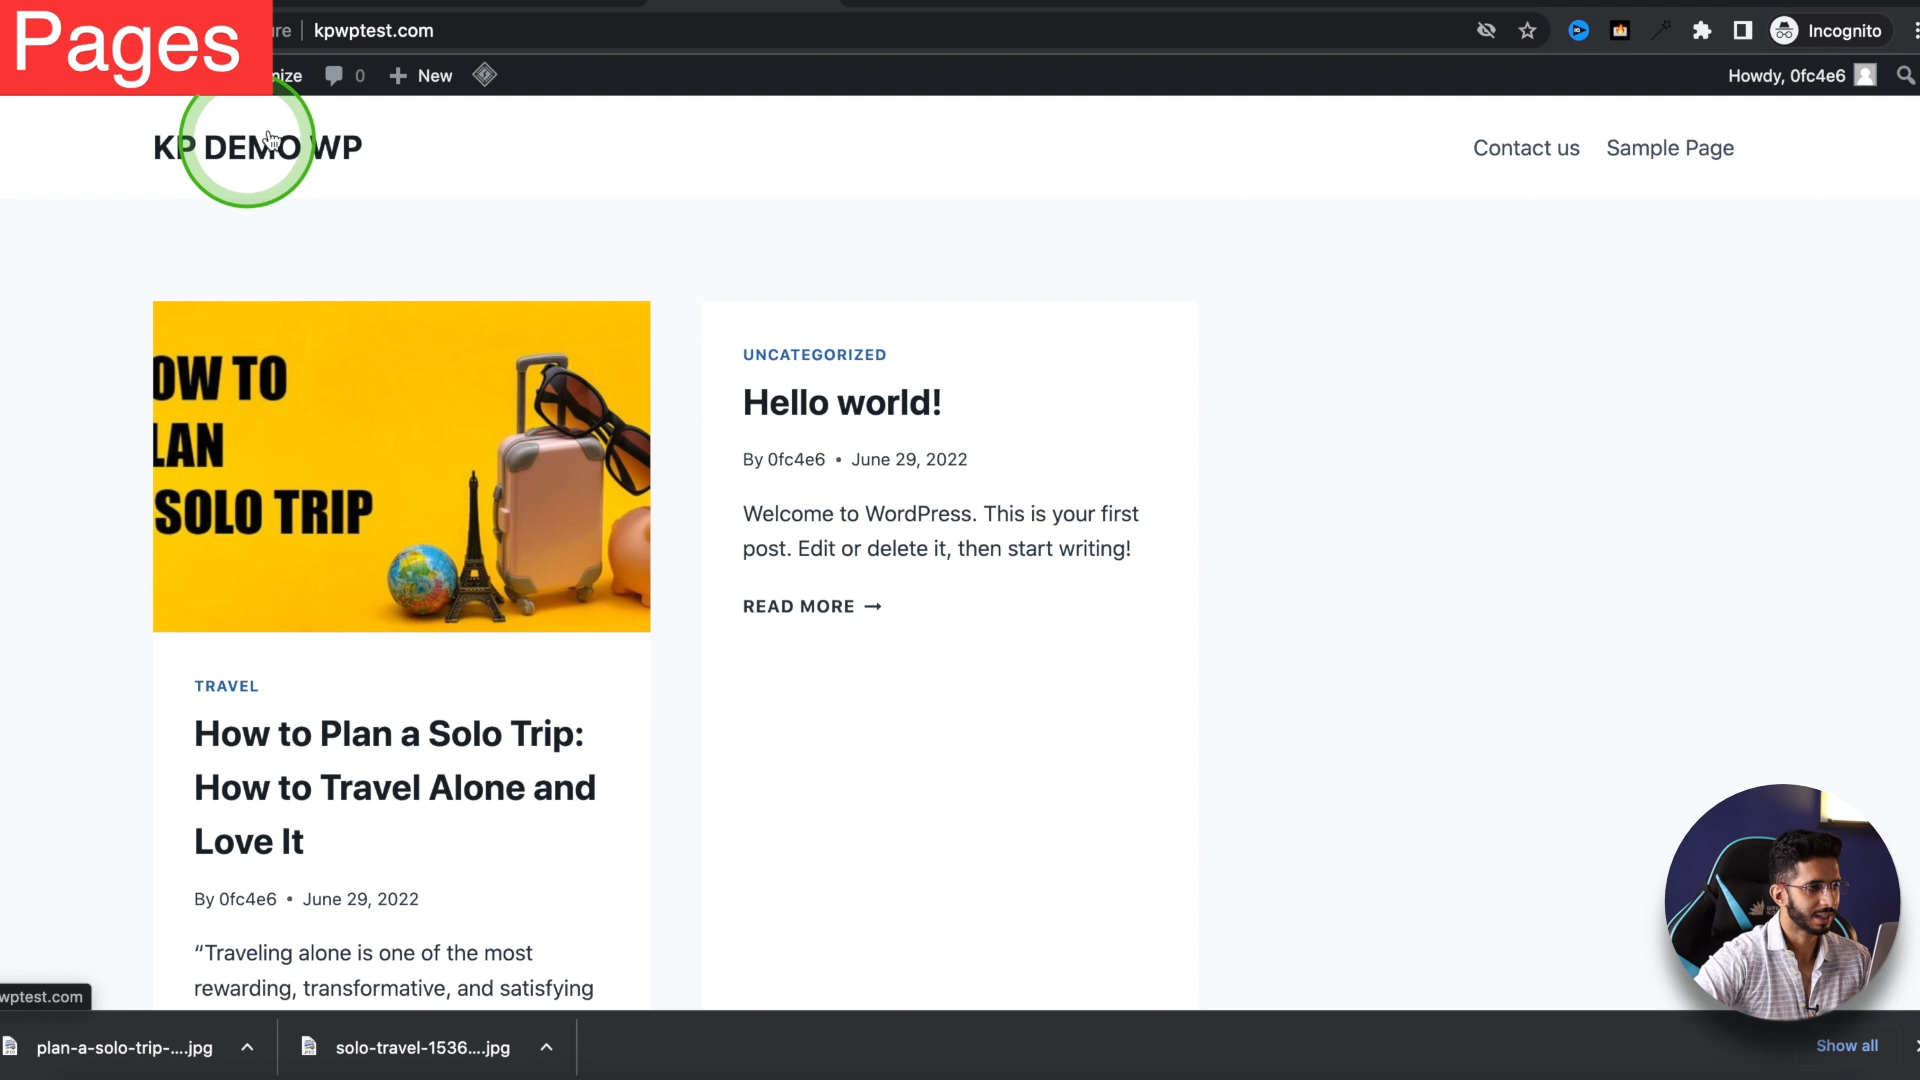 Pages
re
kpwptest.com
Incognito
nize
0
New
Howdy, 0fc4e6
KP DEMO WP
Contact us
Sample Page
OW TO
LAN
SOLO TRIP
UNCATEGORIZED
Hello world!
By 0fc4e6 • June 29, 2022
Welcome to WordPress. This is your first
post. Edit or delete it, then start writing!
READ MORE →
TRAVEL
How to Plan a Solo Trip:
How to Travel Alone and
Love It
By 0fc4e6 • June 29, 2022
“Traveling alone is one of the most
rewarding, transformative, and satisfying
wptest.com
plan-a-solo-trip-....jpg
solo-travel-1536....jpg
Show all